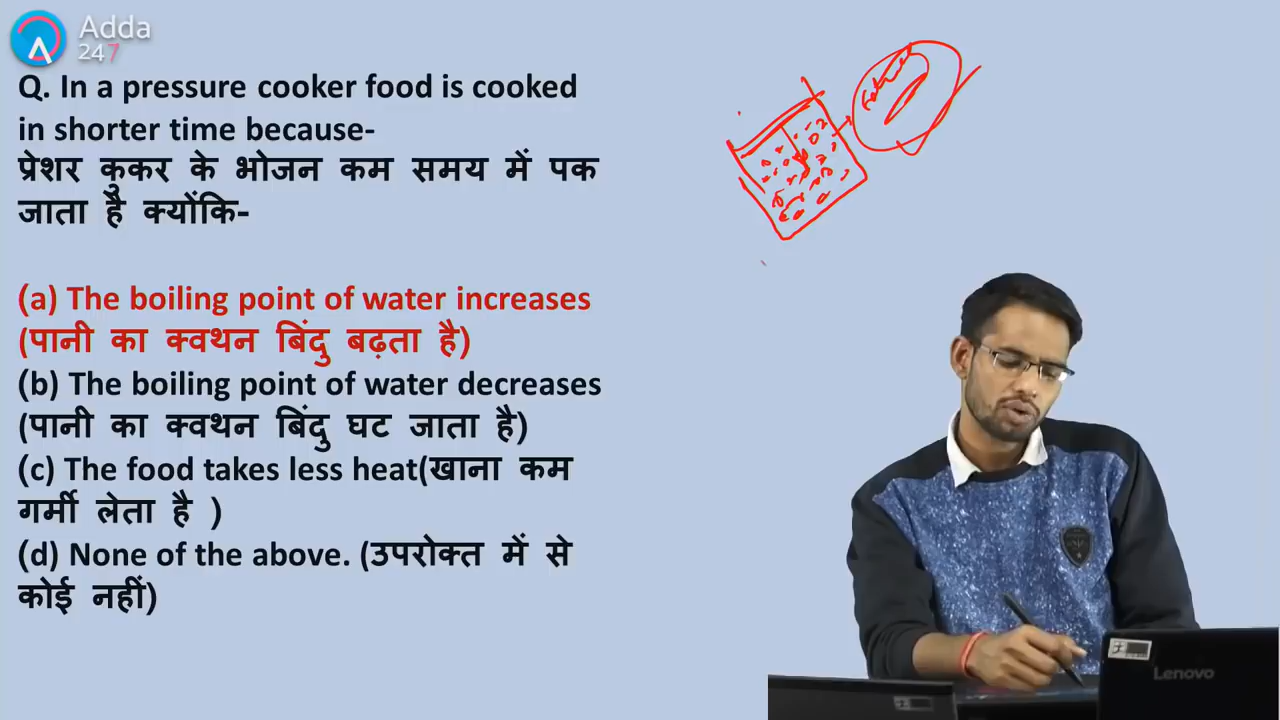 Adda
247
Q. In a pressure cooker food is cooked
in shorter time because-
प्रेशर कुकर के भोजन कम समय में पक
जाता है क्योंकि-
(a) The boiling point of water increases
(पानी का क्वथन बिंदु बढ़ता है)
(b) The boiling point of water decreases
(पानी का क्वथन बिंदु घट जाता है)
(c) The food takes less heat(खाना कम
गर्मी लेता है )
(d) None of the above. (उपरोक्त में से
कोई नहीं)
Lenovo